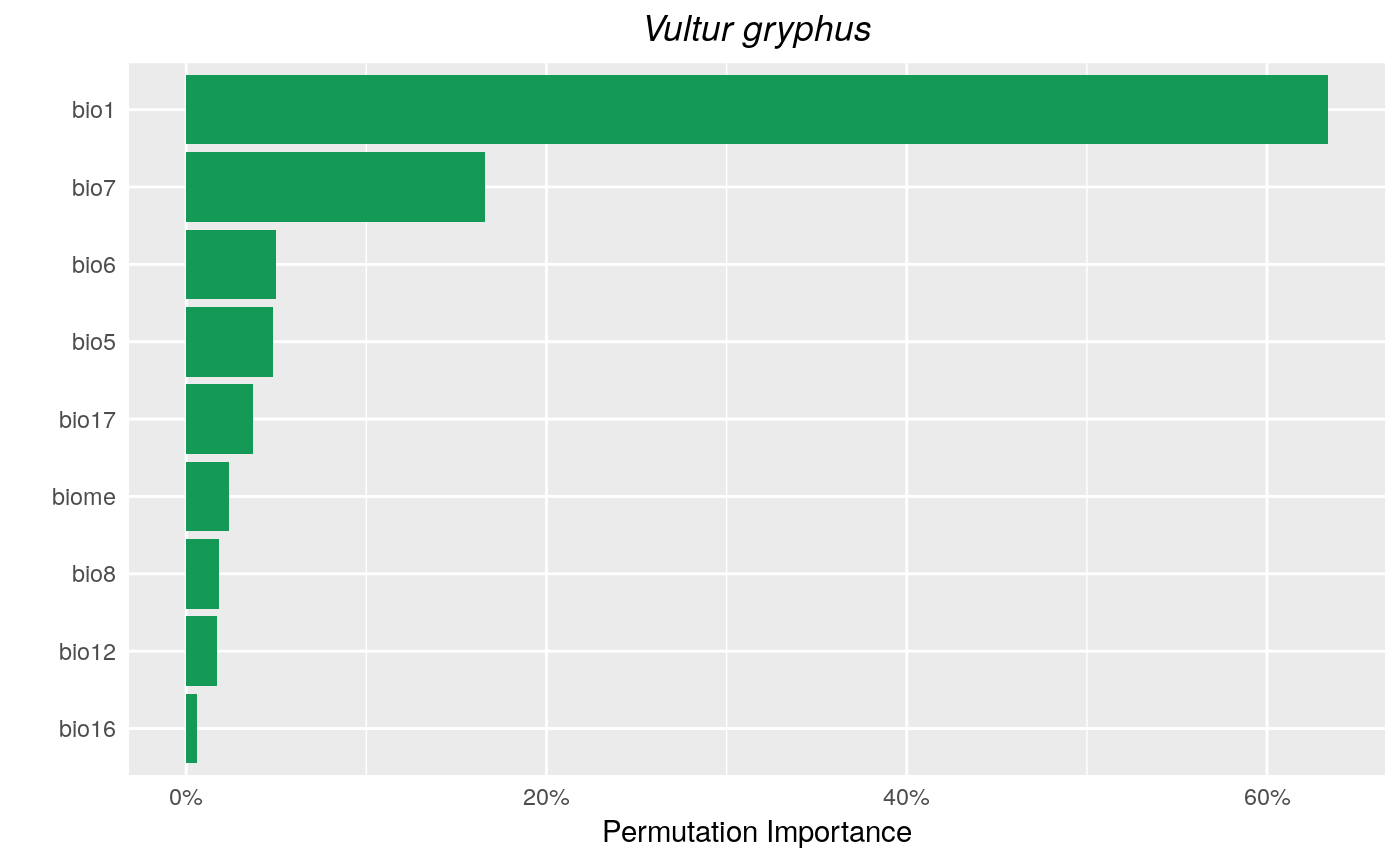 Vultur gryphus
bio1
bio7
bio6
bio5
bio17
biome
bio8
bio12
bio16
0% 20% 40% 60%
Permutation Importance